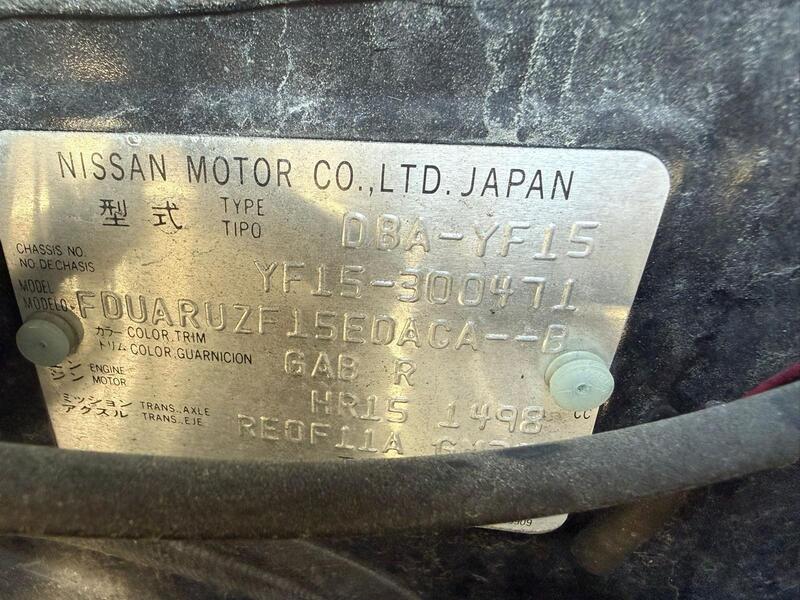 NISSAN MOTOR CO.,LTD.JAPAN
型式 TYPE TIPO DBA-YF15
CHASSIS NO. NO.DECHASIS YF15-300471
MODEL MODELO FDUARUZF15EDACA--B
カラー COLOR,TRIM
トリム COLOR,GUARNICION GAB R
エンジン ENGINE MOTOR HR15 1498 CC
ミッション TRANS..AXLE
アクスル TRANS..EJE RE0F11A